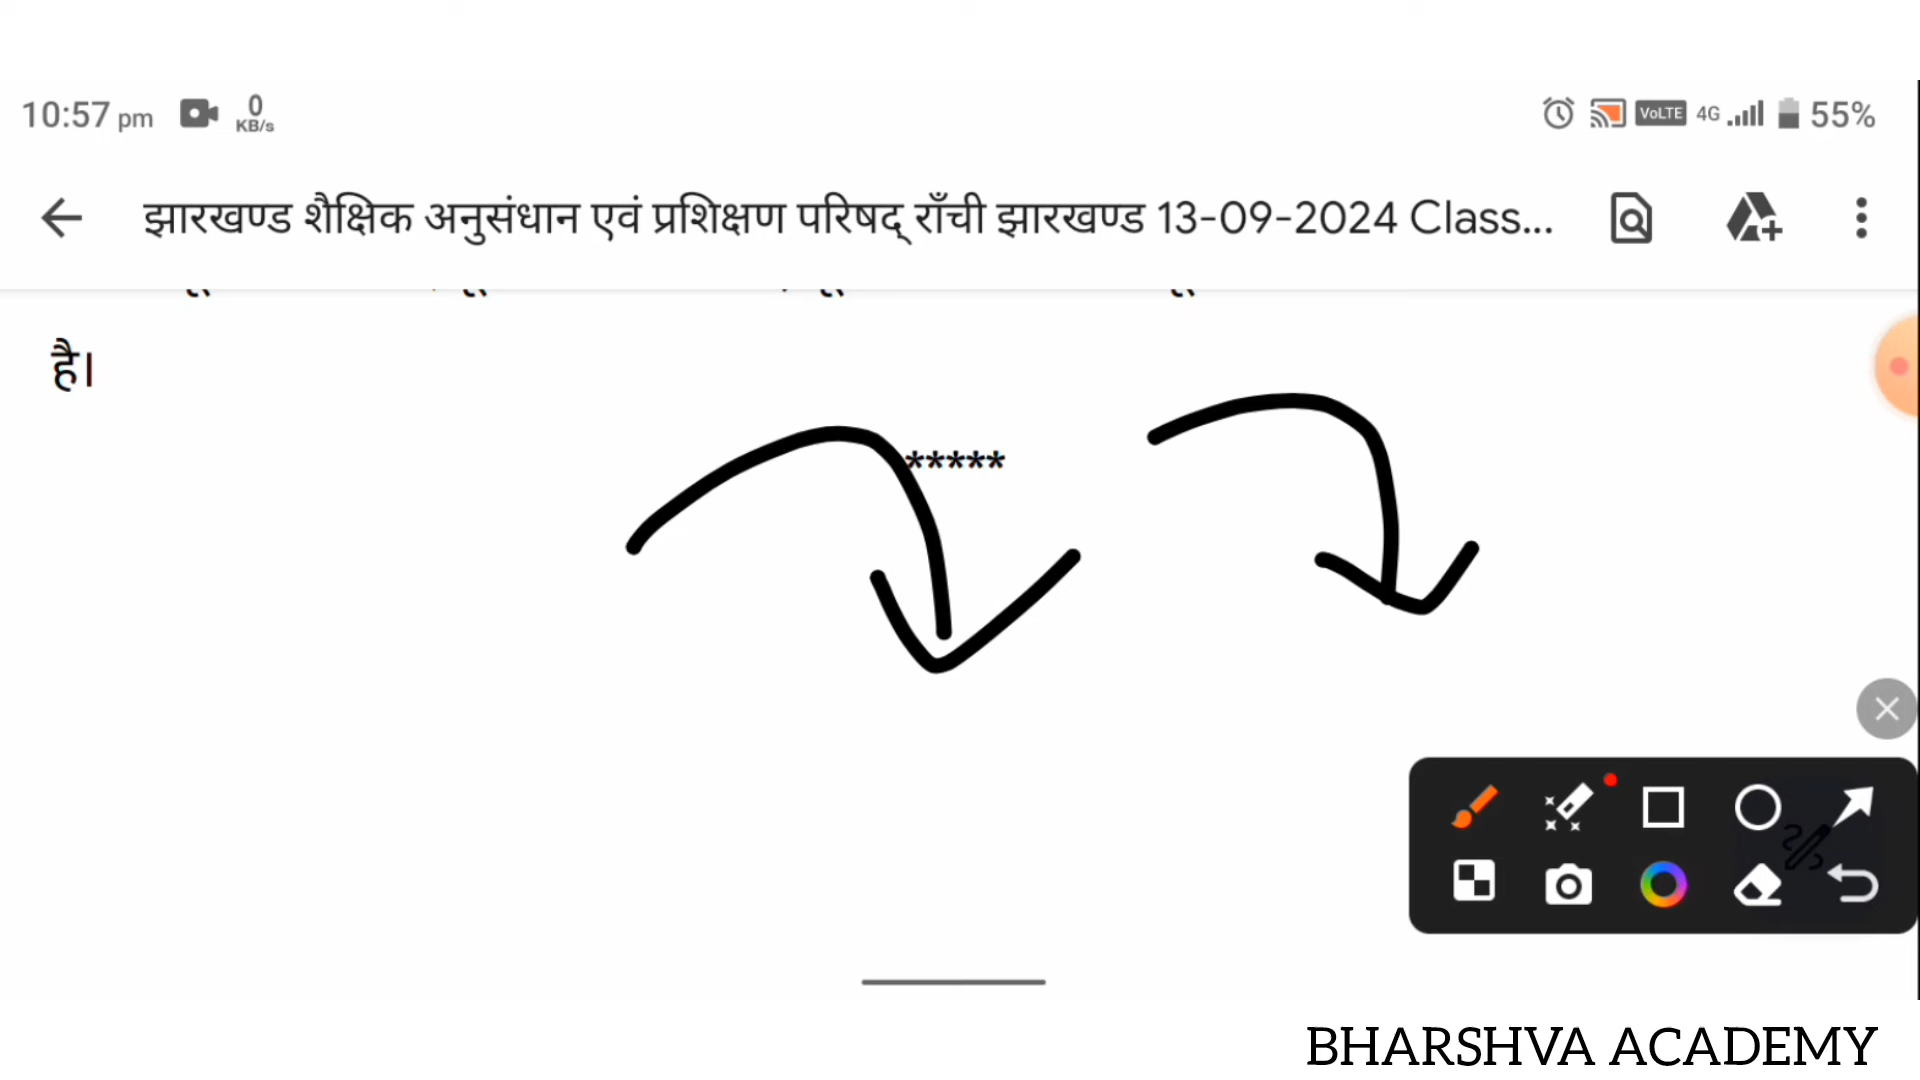 10:57 pm 0 KB/s VoLTE 4G 55%
झारखण्ड शैक्षिक अनुसंधान एवं प्रशिक्षण परिषद् राँची झारखण्ड 13-09-2024 Class...
है।
*****
BHARSHVA ACADEMY